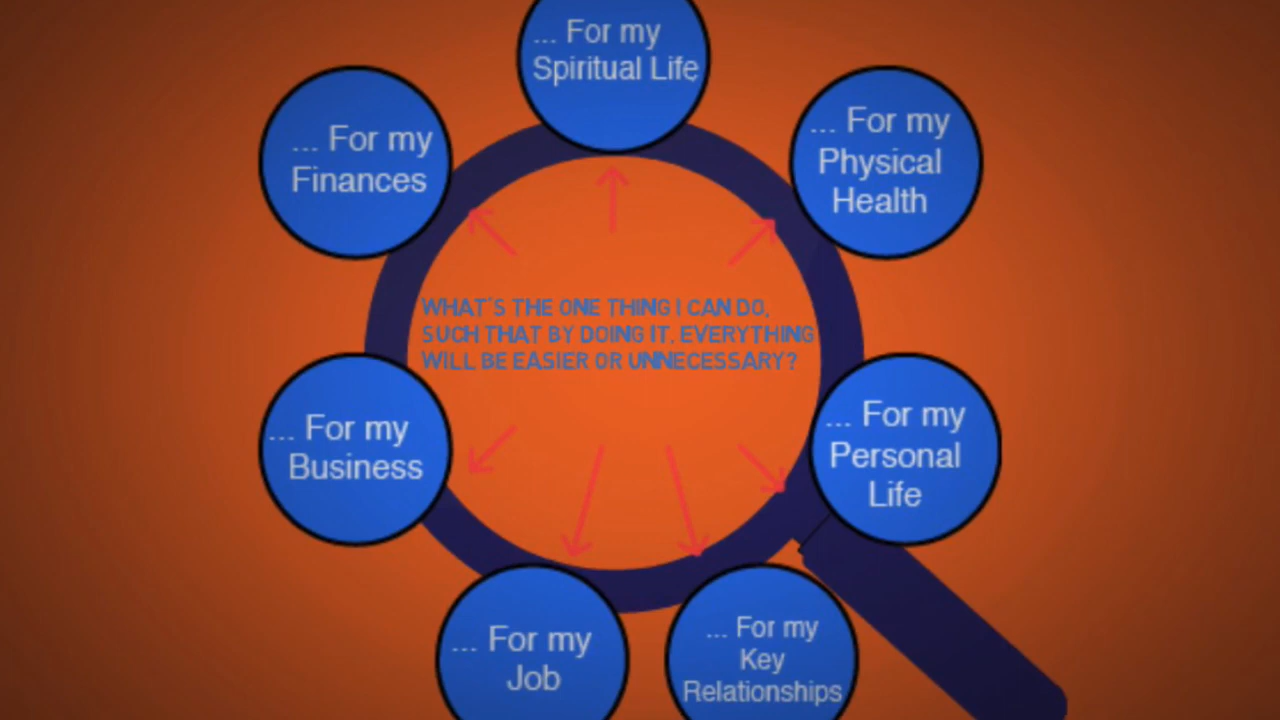 ... For my
Spiritual Life
... For my
Finances
... For my
Physical
Health
WHAT'S THE ONE THING I CAN DO,
SUCH THAT BY DOING IT, EVERYTHING
WILL BE EASIER OR UNNECESSARY?
... For my
Business
... For my
Personal
Life
... For my
Job
... For my
Key
Relationships